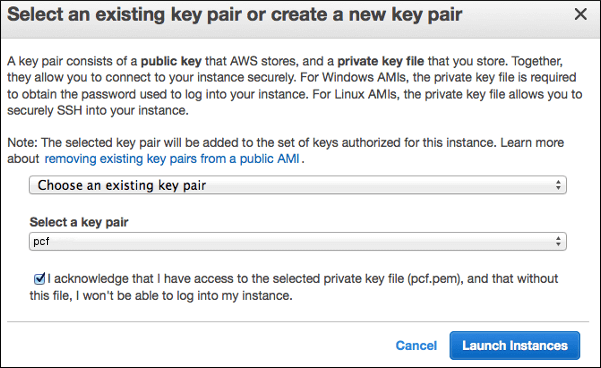 Select an existing key pair or create a new key pair
A key pair consists of a public key that AWS stores, and a private key file that you store. Together,
they allow you to connect to your instance securely. For Windows AMIs, the private key file is required
to obtain the password used to log into your instance. For Linux AMIs, the private key file allows you to
securely SSH into your instance.
Note: The selected key pair will be added to the set of keys authorized for this instance. Learn more
about removing existing key pairs from a public AMI.
Choose an existing key pair
Select a key pair
pcf
I acknowledge that I have access to the selected private key file (pcf.pem), and that without
this file, I won't be able to log into my instance.
Cancel Launch Instances